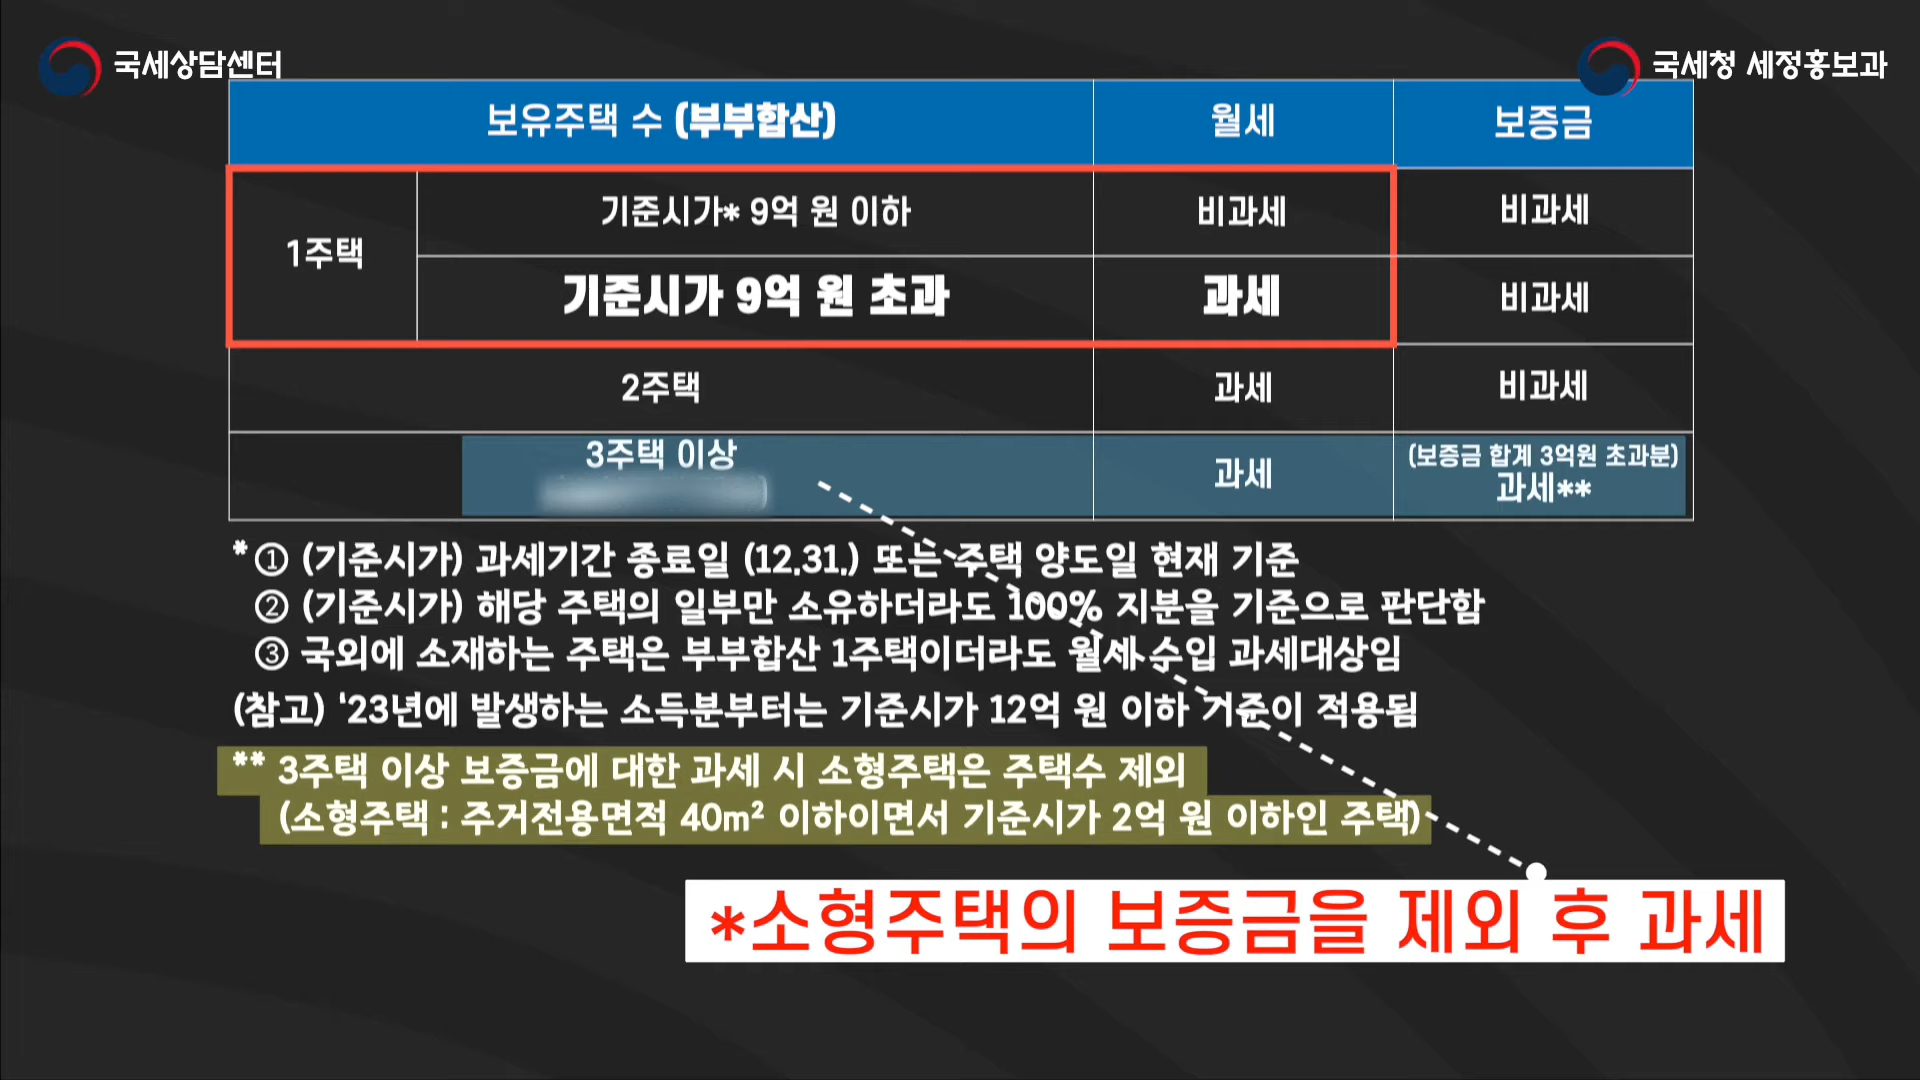 국세상담센터
국세청 세정홍보과
보유주택 수 (부부합산) 월세 보증금
1주택 기준시가* 9억 원 이하 비과세 비과세
기준시가 9억 원 초과 과세 비과세
2주택 과세 비과세
3주택 이상 과세 (보증금 합계 3억원 초과분)
과세**
* ① (기준시가) 과세기간 종료일 (12.31.) 또는 주택 양도일 현재 기준
② (기준시가) 해당 주택의 일부만 소유하더라도 100% 지분을 기준으로 판단함
③ 국외에 소재하는 주택은 부부합산 1주택이더라도 월세 수입 과세대상임
(참고) ‘23년에 발생하는 소득분부터는 기준시가 12억 원 이하 기준이 적용됨
** 3주택 이상 보증금에 대한 과세 시 소형주택은 주택수 제외
(소형주택 : 주거전용면적 40m² 이하이면서 기준시가 2억 원 이하인 주택)
*소형주택의 보증금을 제외 후 과세